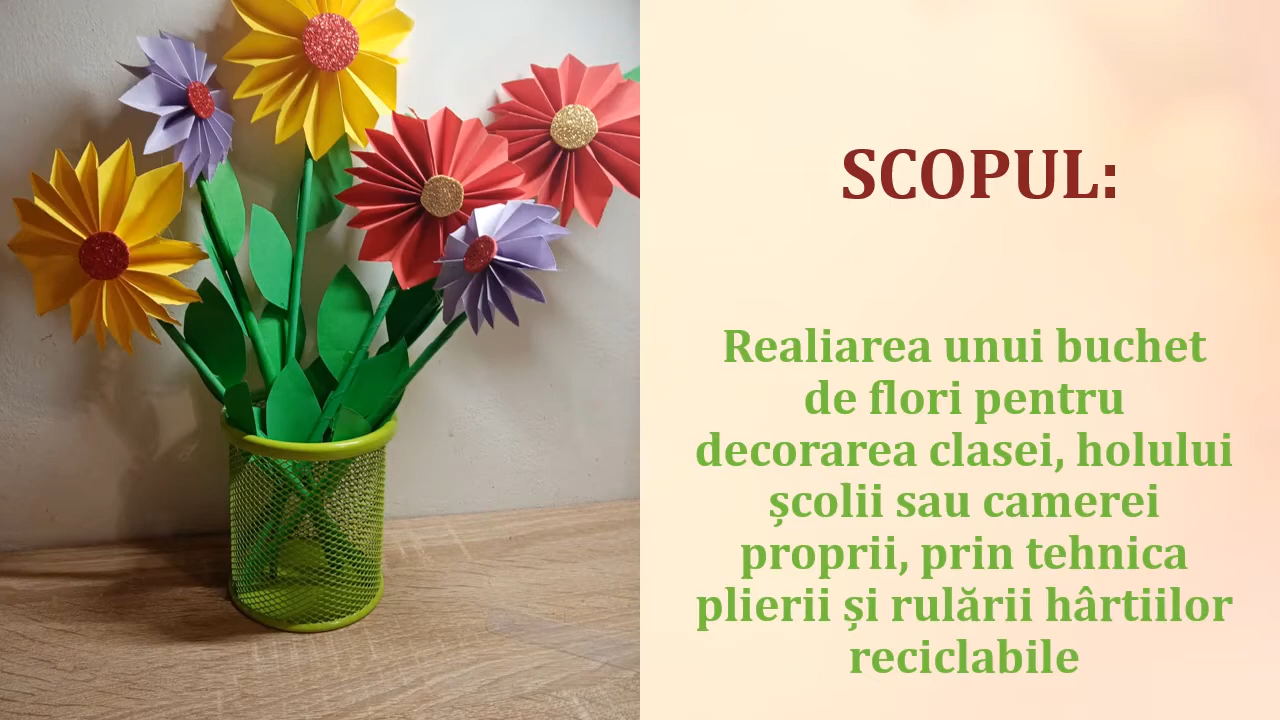 SCOPUL:
Realiarea unui buchet
de flori pentru
decorarea clasei, holului
școlii sau camerei
proprii, prin tehnica
plierii și rulării hârtiilor
reciclabile